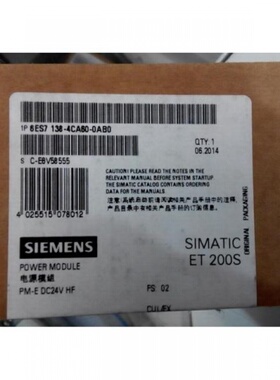 1P 6ES7 138-4CA60-0AB0
QTY.1
06.2014
S C-E6V58555
CAUTION! PLEASE READ THE NOTES IN THE
RELEVANT MANUAL BEFORE SYSTEM STARTUP
THE SIMATIC CATALOG CONTAINS ORDERING
DATA FOR THE MANUALS.
4 025515 078012
ORIGINAL PACKAGING
SIEMENS
SIMATIC
ET 200S
POWER MODULE
电源模组
PM-E DC24V HF
FS: 02